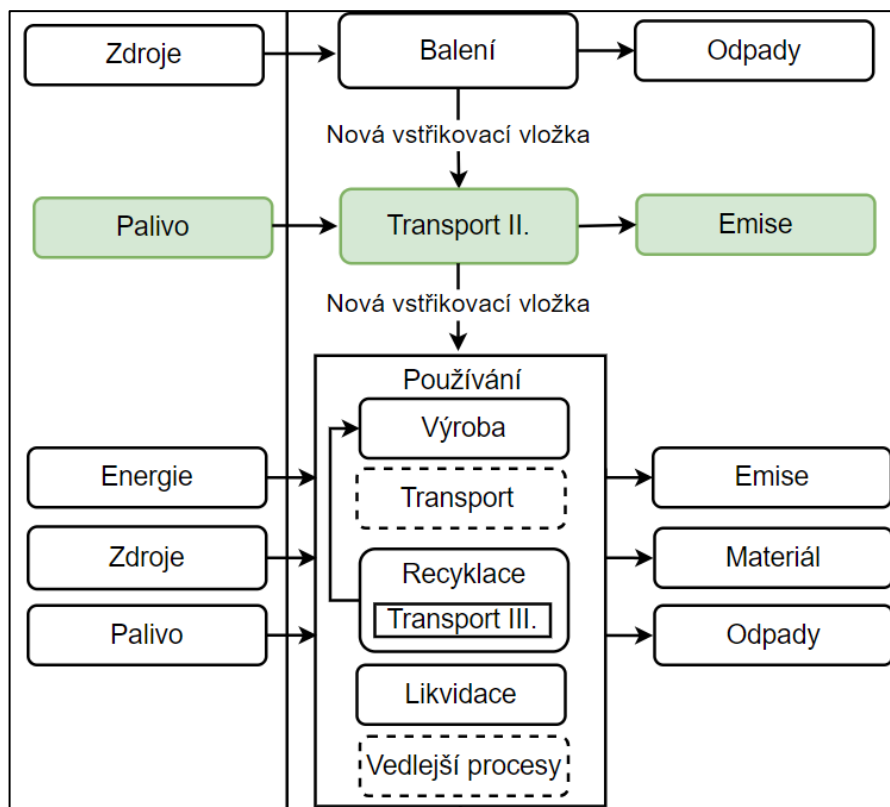 Zdroje
Balení
Odpady
Nová vstřikovací vložka
Palivo
Transport II.
Emise
Nová vstřikovací vložka
Používání
Výroba
Energie
Emise
Transport
Zdroje
Recyklace
Materiál
Palivo
Transport III.
Odpady
Likvidace
Vedlejší procesy